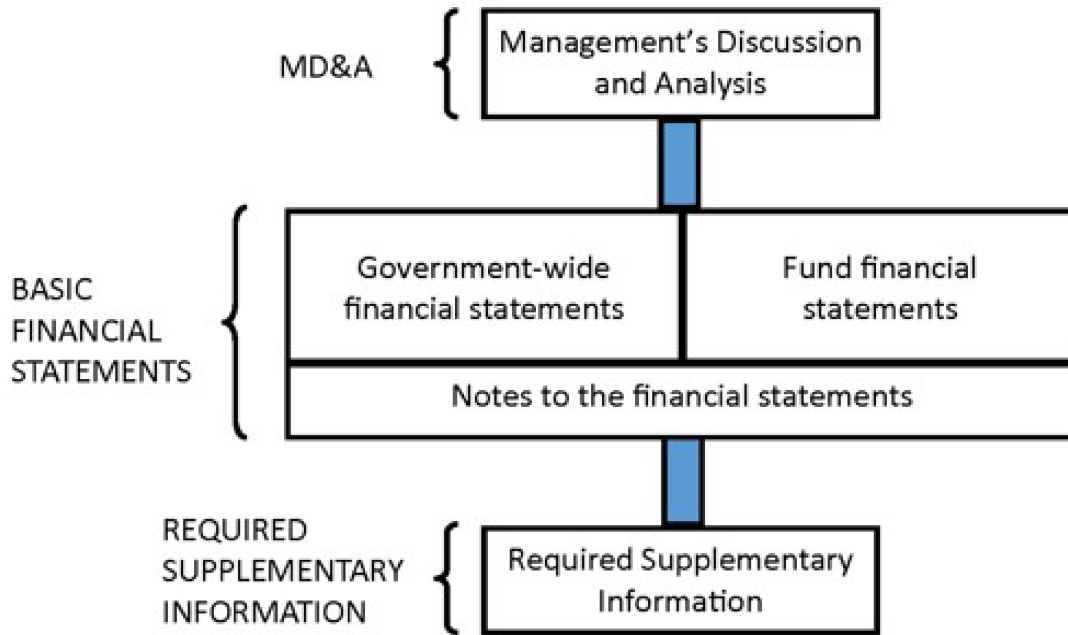 MD&A
Management’s Discussion
and Analysis
BASIC
FINANCIAL
STATEMENTS
Government-wide
financial statements
Fund financial
statements
Notes to the financial statements
REQUIRED
SUPPLEMENTARY
INFORMATION
Required Supplementary
Information